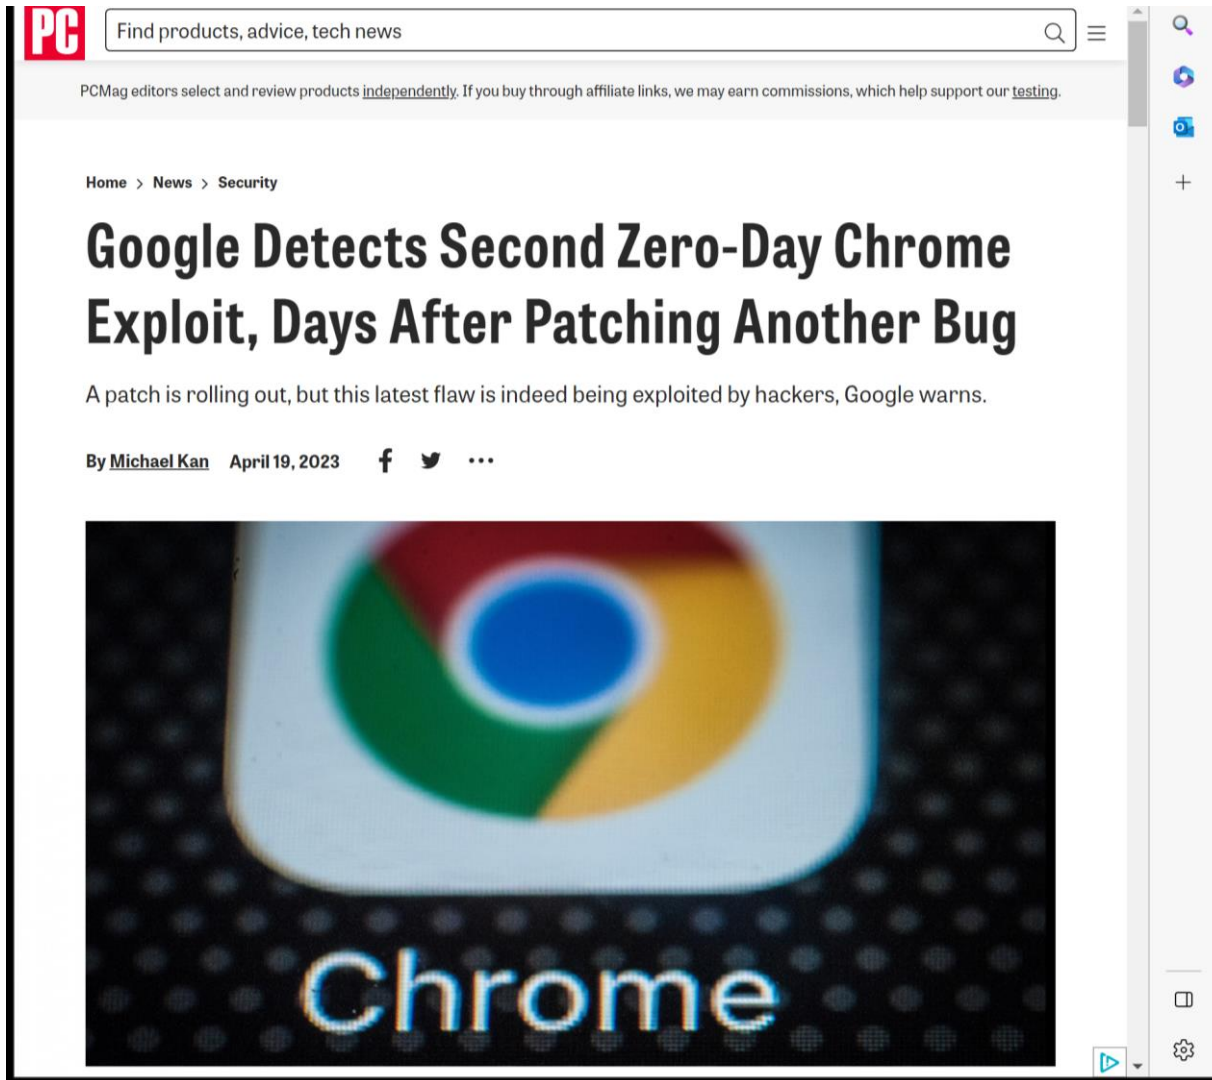 PC
Find products, advice, tech news
PCMag editors select and review products independently. If you buy through affiliate links, we may earn commissions, which help support our testing.
Home > News > Security
Google Detects Second Zero-Day Chrome
Exploit, Days After Patching Another Bug
A patch is rolling out, but this latest flaw is indeed being exploited by hackers, Google warns.
By Michael Kan April 19, 2023
Chrome